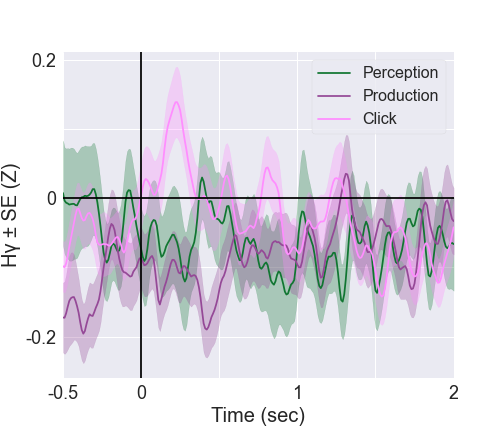 Perception
Production
Click
0.2
0
-0.2
Hγ ± SE (Z)
-0.5
0
1
2
Time (sec)